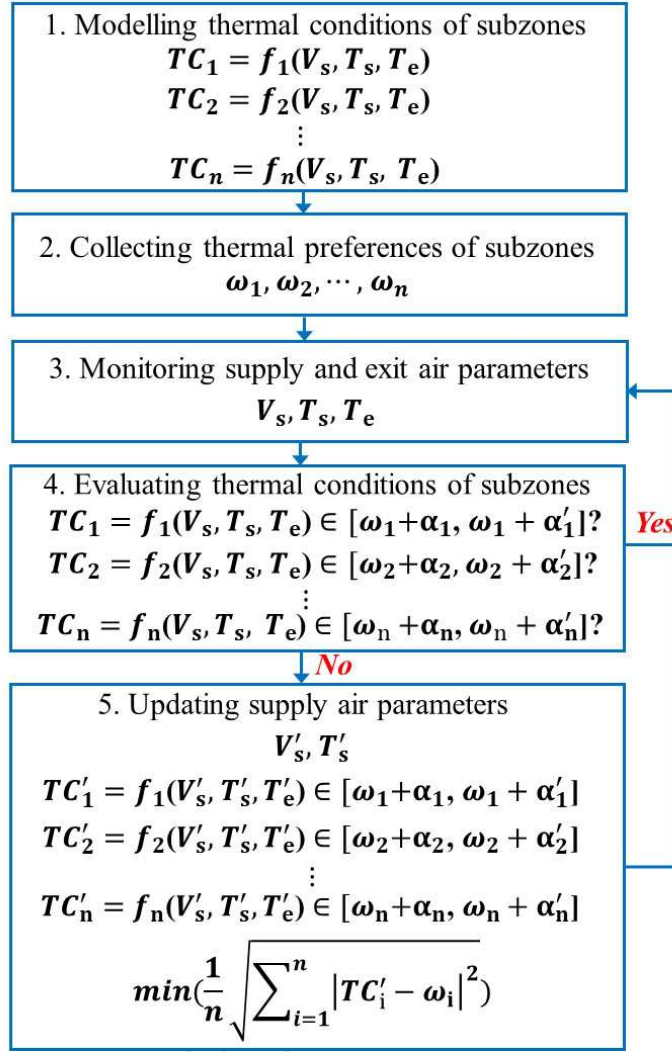 1. Modelling thermal conditions of subzones
TC₁ = f₁(Vₛ, Tₛ, Tₑ)
TC₂ = f₂(Vₛ, Tₛ, Tₑ)
⋮
TCₙ = fₙ(Vₛ, Tₛ, Tₑ)
2. Collecting thermal preferences of subzones
ω₁, ω₂, ⋯ , ωₙ
3. Monitoring supply and exit air parameters
Vₛ, Tₛ, Tₑ
4. Evaluating thermal conditions of subzones
TC₁ = f₁(Vₛ, Tₛ, Tₑ) ∈ [ω₁+α₁, ω₁ + α′₁]?
Yes
TC₂ = f₂(Vₛ, Tₛ, Tₑ) ∈ [ω₂+α₂, ω₂ + α′₂]?
⋮
TCₙ = fₙ(Vₛ, Tₛ, Tₑ) ∈ [ωₙ +αₙ, ωₙ + α′ₙ]?
No
5. Updating supply air parameters
V′ₛ, T′ₛ
TC′₁ = f₁(V′ₛ, T′ₛ, T′ₑ) ∈ [ω₁+α₁, ω₁ + α′₁]
TC′₂ = f₂(V′ₛ, T′ₛ, T′ₑ) ∈ [ω₂+α₂, ω₂ + α′₂]
⋮
TC′ₙ = fₙ(V′ₛ, T′ₛ, T′ₑ) ∈ [ωₙ+αₙ, ωₙ + α′ₙ]
min(1/n √(∑ⁿᵢ₌₁ |TC′ᵢ − ωᵢ|²))